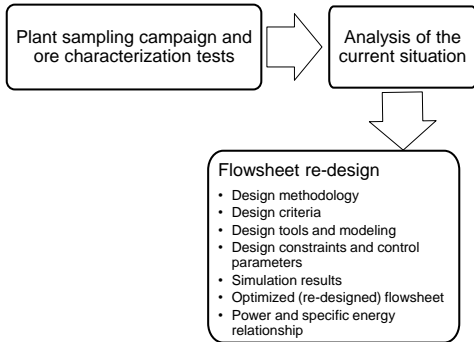 Plant sampling campaign and
ore characterization tests
Analysis of the
current situation
Flowsheet re-design
• Design methodology
• Design criteria
• Design tools and modeling
• Design constraints and control
parameters
• Simulation results
• Optimized (re-designed) flowsheet
• Power and specific energy
relationship